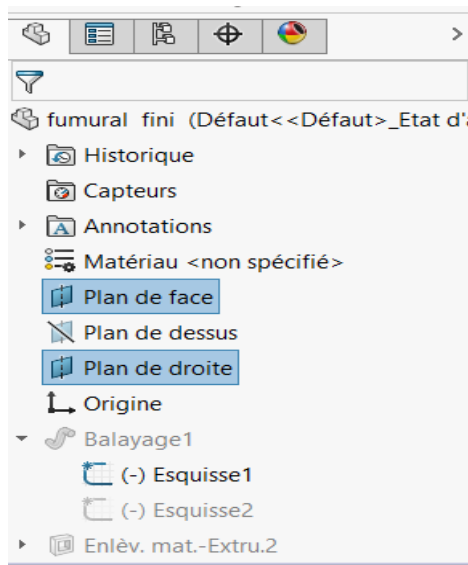 fumural fini (Défaut<<Défaut>_Etat d'a
Historique
Capteurs
A Annotations
Matériau <non spécifié>
Plan de face
Plan de dessus
Plan de droite
Origine
Balayage1
(-) Esquisse1
(-) Esquisse2
Enlèv. mat.-Extru.2